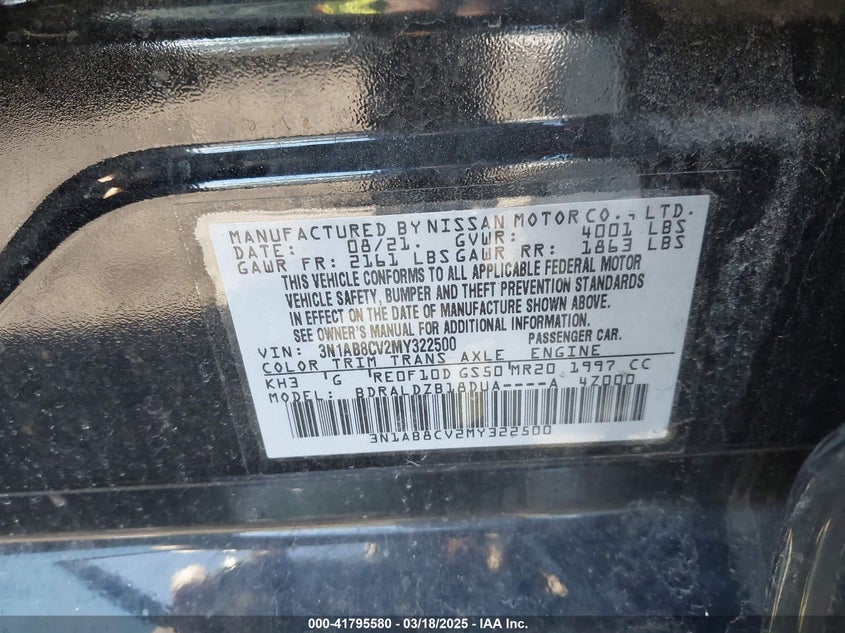 MANUFACTURED BY NISSAN MOTOR CO., LTD.
DATE: 08/21. GVWR: 4001 LBS
GAWR FR: 2161 LBS GAWR RR: 1863 LBS
THIS VEHICLE CONFORMS TO ALL APPLICABLE FEDERAL MOTOR
VEHICLE SAFETY, BUMPER AND THEFT PREVENTION STANDARDS
IN EFFECT ON THE DATE OF MANUFACTURE SHOWN ABOVE.
SEE OWNER'S MANUAL FOR ADDITIONAL INFORMATION.
VIN: 3N1AB8CV2MY322500 PASSENGER CAR.
COLOR TRIM TRANS AXLE ENGINE
KH3 'G RE0F10D GS50 MR20 1997 CC
MODEL: BDRALDZB18DUA----A 4Z000
3N1AB8CV2MY322500
000-41795580 / 03/18/2025 - IAA Inc.